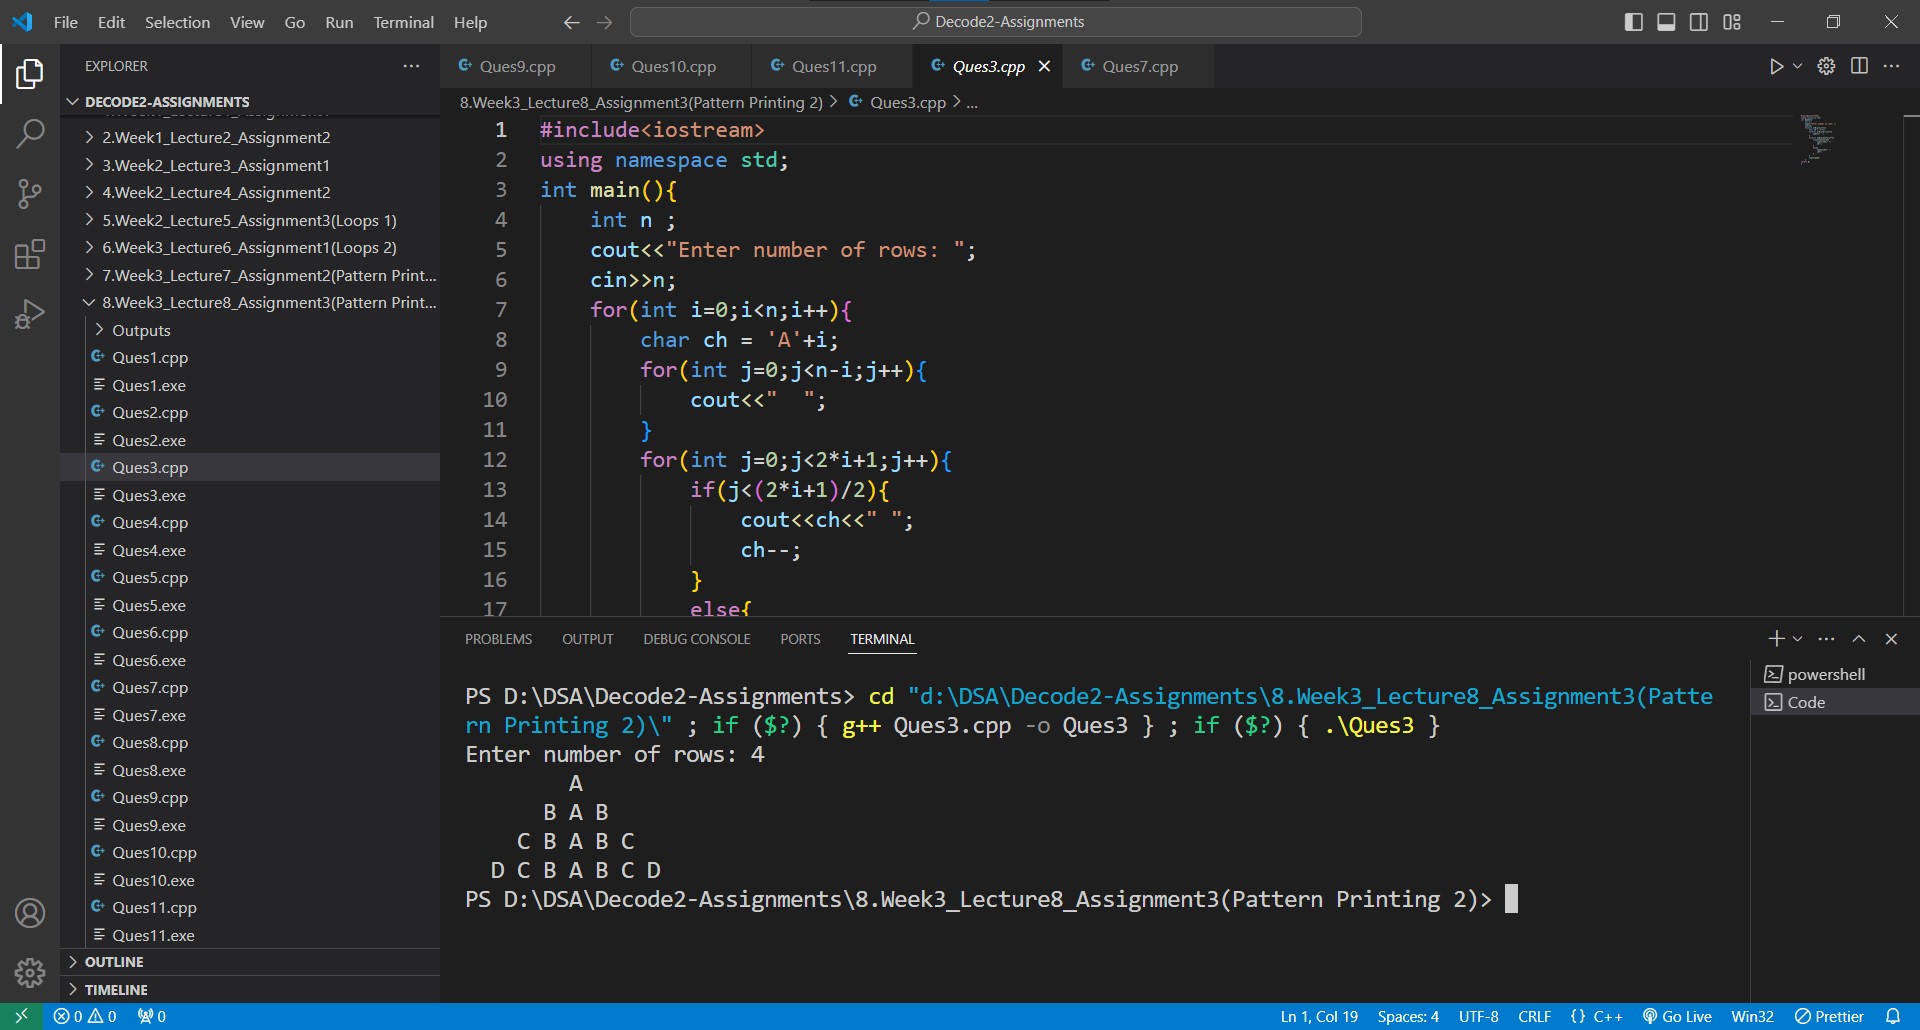 File Edit Selection View Go Run Terminal Help
Decode2-Assignments
EXPLORER
DECODE2-ASSIGNMENTS
2.Week1_Lecture2_Assignment2
3.Week2_Lecture3_Assignment1
4.Week2_Lecture4_Assignment2
5.Week2_Lecture5_Assignment3(Loops 1)
6.Week3_Lecture6_Assignment1(Loops 2)
7.Week3_Lecture7_Assignment2(Pattern Print...
8.Week3_Lecture8_Assignment3(Pattern Print...
Outputs
Ques1.cpp
Ques1.exe
Ques2.cpp
Ques2.exe
Ques3.cpp
Ques3.exe
Ques4.cpp
Ques4.exe
Ques5.cpp
Ques5.exe
Ques6.cpp
Ques6.exe
Ques7.cpp
Ques7.exe
Ques8.cpp
Ques8.exe
Ques9.cpp
Ques9.exe
Ques10.cpp
Ques10.exe
Ques11.cpp
Ques11.exe
OUTLINE
TIMELINE
Ques9.cpp Ques10.cpp Ques11.cpp Ques3.cpp Ques7.cpp
8.Week3_Lecture8_Assignment3(Pattern Printing 2) > Ques3.cpp > ...
1 #include<iostream>
2 using namespace std;
3 int main(){
4 int n ;
5 cout<<"Enter number of rows: ";
6 cin>>n;
7 for(int i=0;i<n;i++){
8 char ch = 'A'+i;
9 for(int j=0;j<n-i;j++){
10 cout<<"  ";
11 }
12 for(int j=0;j<2*i+1;j++){
13 if(j<(2*i+1)/2){
14 cout<<ch<<" ";
15 ch--;
16 }
17 else{
PROBLEMS OUTPUT DEBUG CONSOLE PORTS TERMINAL
powershell
Code
PS D:\DSA\Decode2-Assignments> cd "d:\DSA\Decode2-Assignments\8.Week3_Lecture8_Assignment3(Patte
rn Printing 2)\" ; if ($?) { g++ Ques3.cpp -o Ques3 } ; if ($?) { .\Ques3 }
Enter number of rows: 4
A
B A B
C B A B C
D C B A B C D
PS D:\DSA\Decode2-Assignments\8.Week3_Lecture8_Assignment3(Pattern Printing 2)>
0 0 0 Ln 1, Col 19 Spaces: 4 UTF-8 CRLF {} C++ Go Live Win32 Prettier